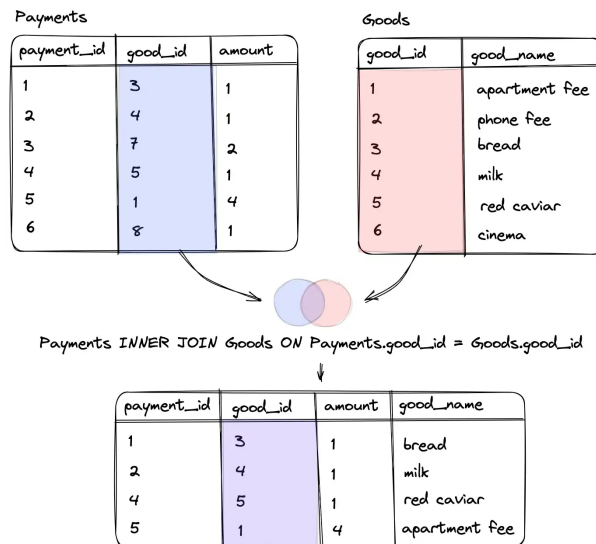 Payments
payment_id good_id amount
1 3 1
2 4 1
3 7 2
4 5 1
5 1 4
6 8 1
Goods
good_id good_name
1 apartment fee
2 phone fee
3 bread
4 milk
5 red caviar
6 cinema
Payments INNER JOIN Goods ON Payments.good_id = Goods.good_id
payment_id good_id amount good_name
1 3 1 bread
2 4 1 milk
4 5 1 red caviar
5 1 4 apartment fee